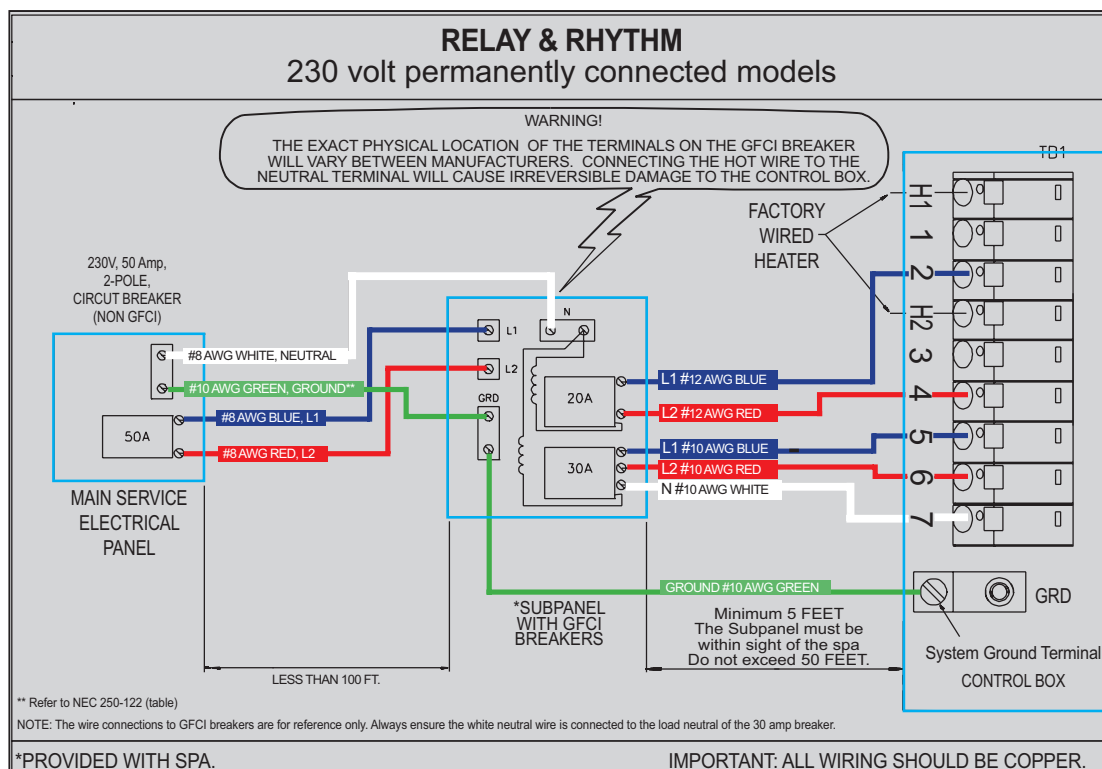 RELAY & RHYTHM
230 volt permanently connected models
WARNING!
THE EXACT PHYSICAL LOCATION OF THE TERMINALS ON THE GFCI BREAKER
WILL VARY BETWEEN MANUFACTURERS. CONNECTING THE HOT WIRE TO THE
NEUTRAL TERMINAL WILL CAUSE IRREVERSIBLE DAMAGE TO THE CONTROL BOX.
TB1
H1
1
2
H2
3
4
5
6
7
FACTORY
WIRED
HEATER
230V, 50 Amp,
2-POLE,
CIRCUT BREAKER
(NON GFCI)
#8 AWG WHITE, NEUTRAL
#10 AWG GREEN, GROUND**
#8 AWG BLUE, L1
#8 AWG RED, L2
50A
MAIN SERVICE
ELECTRICAL
PANEL
L1
N
L2
GRD
20A
30A
L1 #12 AWG BLUE
L2 #12 AWG RED
L1 #10 AWG BLUE
L2 #10 AWG RED
N #10 AWG WHITE
GROUND #10 AWG GREEN
GRD
*SUBPANEL
WITH GFCI
BREAKERS
Minimum 5 FEET
The Subpanel must be
within sight of the spa
Do not exceed 50 FEET.
System Ground Terminal
CONTROL BOX
LESS THAN 100 FT.
** Refer to NEC 250-122 (table)
NOTE: The wire connections to GFCI breakers are for reference only. Always ensure the white neutral wire is connected to the load neutral of the 30 amp breaker.
*PROVIDED WITH SPA.
IMPORTANT: ALL WIRING SHOULD BE COPPER.